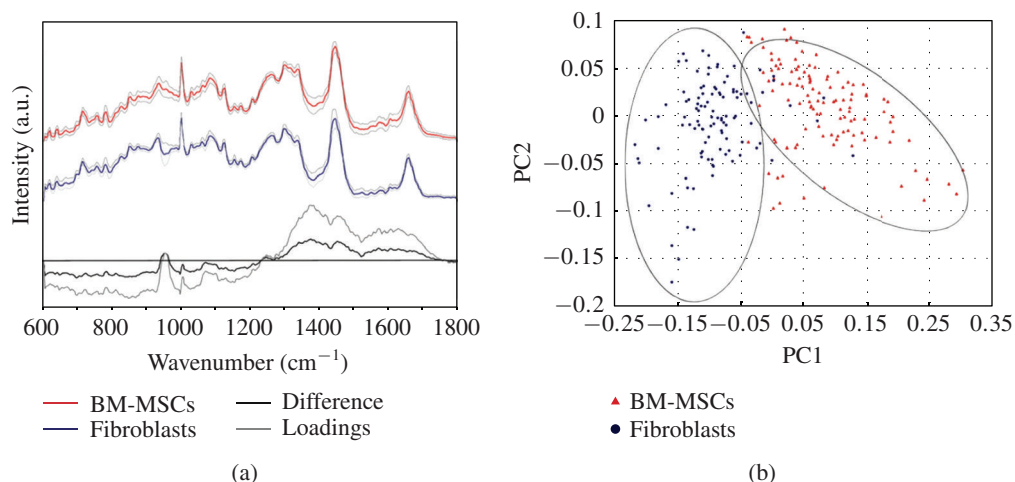 Intensity (a.u.)
600 800 1000 1200 1400 1600 1800
Wavenumber (cm−1)
BM-MSCs
Difference
Fibroblasts
Loadings
(a)
PC2
0.1
0.05
0
−0.05
−0.1
−0.15
−0.2
−0.25 −0.15 −0.05 0.05 0.15 0.25 0.35
PC1
BM-MSCs
Fibroblasts
(b)